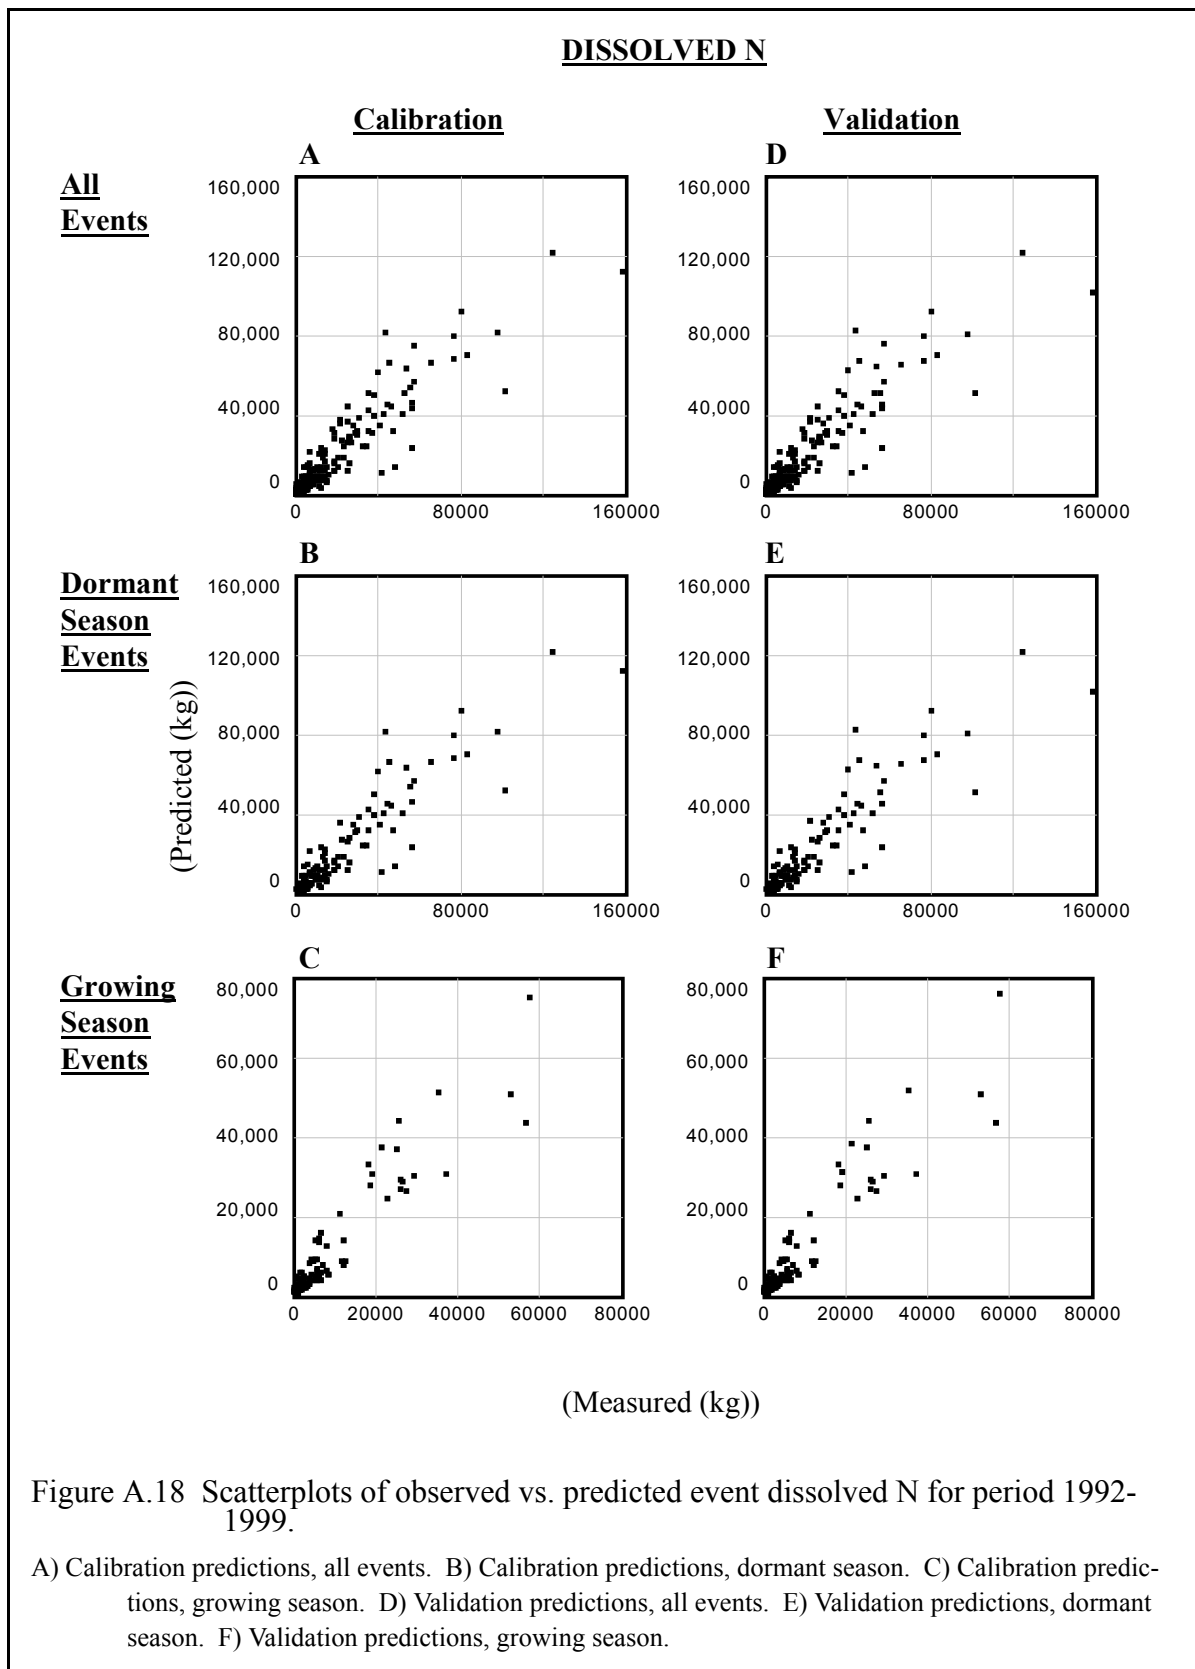 DISSOLVED N
Calibration
Validation
All
Events
A
160,000
120,000
80,000
40,000
0
0
80000
160000
D
160,000
120,000
80,000
40,000
0
0
80000
160000
Dormant
Season
Events
(Predicted (kg))
B
160,000
120,000
80,000
40,000
0
0
80000
160000
E
160,000
120,000
80,000
40,000
0
0
80000
160000
Growing
Season
Events
C
80,000
60,000
40,000
20,000
0
0
20000
40000
60000
80000
F
80,000
60,000
40,000
20,000
0
0
20000
40000
60000
80000
(Measured (kg))
Figure A.18 Scatterplots of observed vs. predicted event dissolved N for period 1992-
1999.
A) Calibration predictions, all events. B) Calibration predictions, dormant season. C) Calibration predic-
tions, growing season. D) Validation predictions, all events. E) Validation predictions, dormant
season. F) Validation predictions, growing season.